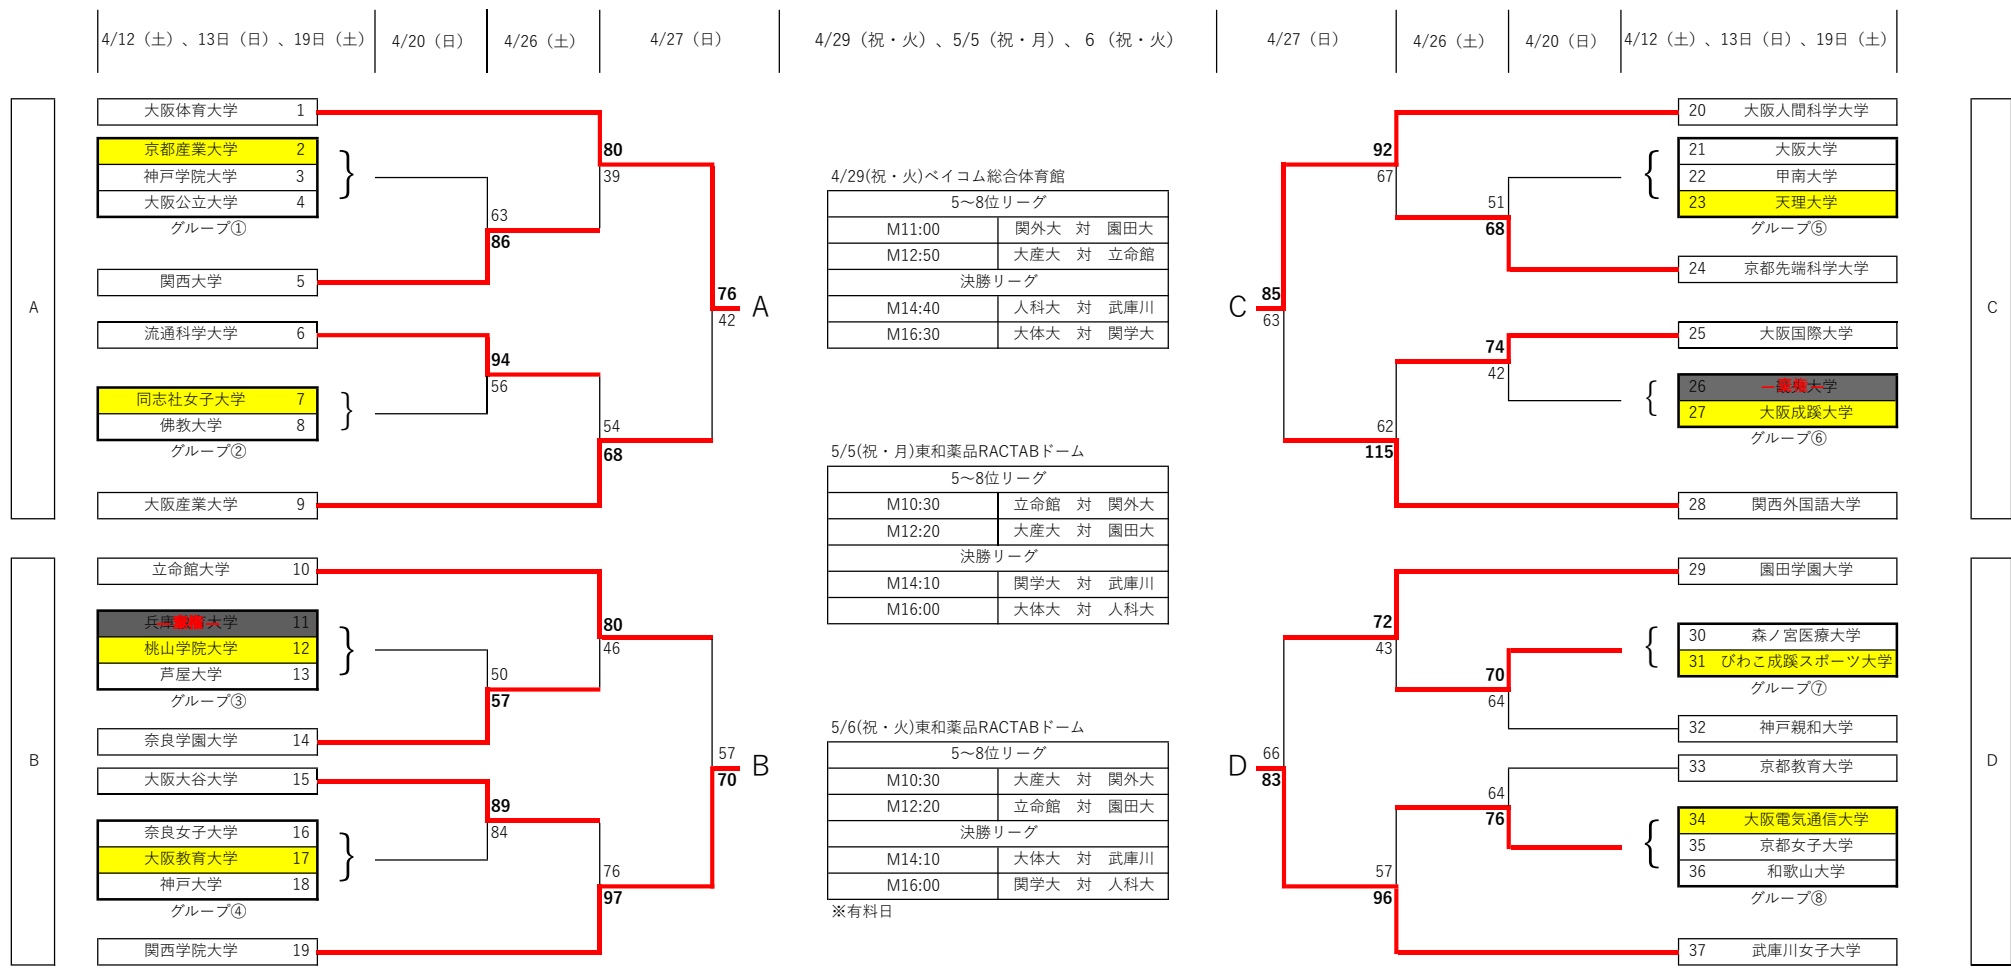 4/12（土）、13日（日）、19日（土）
4/20（日）
4/26（土）
4/27（日）
4/29（祝・火）、5/5（祝・月）、６（祝・火）
4/27（日）
4/26（土）
4/20（日）
4/12（土）、13日（日）、19日（土）
A
大阪体育大学 1
京都産業大学 2
神戸学院大学 3
大阪公立大学 4
グループ①
関西大学 5
流通科学大学 6
同志社女子大学 7
佛教大学 8
グループ②
大阪産業大学 9
63
86
94
56
80
39
54
68
76
42
A
B
立命館大学 10
兵庫教育大学 11
桃山学院大学 12
芦屋大学 13
グループ③
奈良学園大学 14
大阪大谷大学 15
奈良女子大学 16
大阪教育大学 17
神戸大学 18
グループ④
関西学院大学 19
50
57
89
84
80
46
76
97
57
70
B
4/29(祝・火)ベイコム総合体育館
5〜8位リーグ
M11:00 関外大 対 園田大
M12:50 大産大 対 立命館
決勝リーグ
M14:40 人科大 対 武庫川
M16:30 大体大 対 関学大
5/5(祝・月)東和薬品RACTABドーム
5〜8位リーグ
M10:30 立命館 対 関外大
M12:20 大産大 対 園田大
決勝リーグ
M14:10 関学大 対 武庫川
M16:00 大体大 対 人科大
5/6(祝・火)東和薬品RACTABドーム
5〜8位リーグ
M10:30 大産大 対 関外大
M12:20 立命館 対 園田大
決勝リーグ
M14:10 大体大 対 武庫川
M16:00 関学大 対 人科大
※有料日
C
85
63
92
67
62
115
51
68
74
42
20 大阪人間科学大学
21 大阪大学
22 甲南大学
23 天理大学
グループ⑤
24 京都先端科学大学
25 大阪国際大学
26 大学
27 大阪成蹊大学
グループ⑥
28 関西外国語大学
C
D
66
83
72
43
57
96
70
64
64
76
29 園田学園大学
30 森ノ宮医療大学
31 びわこ成蹊スポーツ大学
グループ⑦
32 神戸親和大学
33 京都教育大学
34 大阪電気通信大学
35 京都女子大学
36 和歌山大学
グループ⑧
37 武庫川女子大学
D